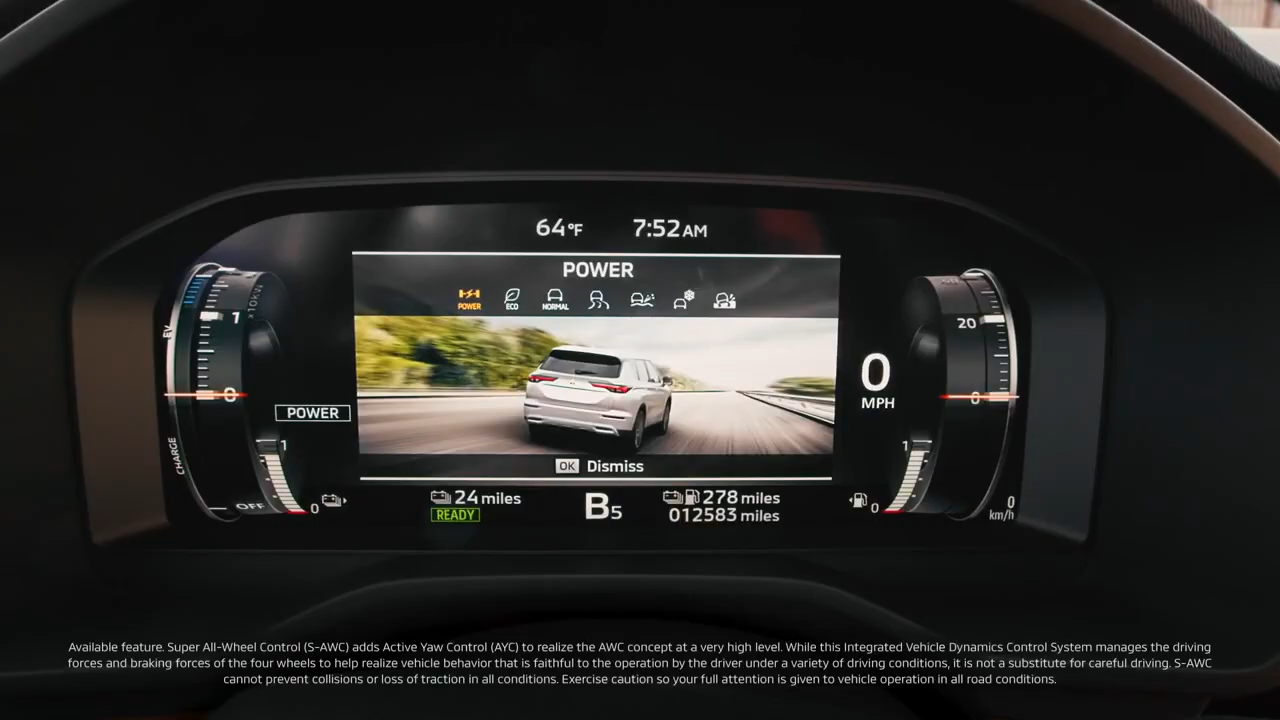 64°F 7:52 AM
POWER
POWER ECO NORMAL
EV
1
x10kW
0
POWER
CHARGE
OFF
1
0
20
0
0
MPH
1
0
0
km/h
OK Dismiss
24 miles
READY
B5
278 miles
012583 miles
Available feature. Super All-Wheel Control (S-AWC) adds Active Yaw Control (AYC) to realize the AWC concept at a very high level. While this Integrated Vehicle Dynamics Control System manages the driving
forces and braking forces of the four wheels to help realize vehicle behavior that is faithful to the operation by the driver under a variety of driving conditions, it is not a substitute for careful driving. S-AWC
cannot prevent collisions or loss of traction in all conditions. Exercise caution so your full attention is given to vehicle operation in all road conditions.